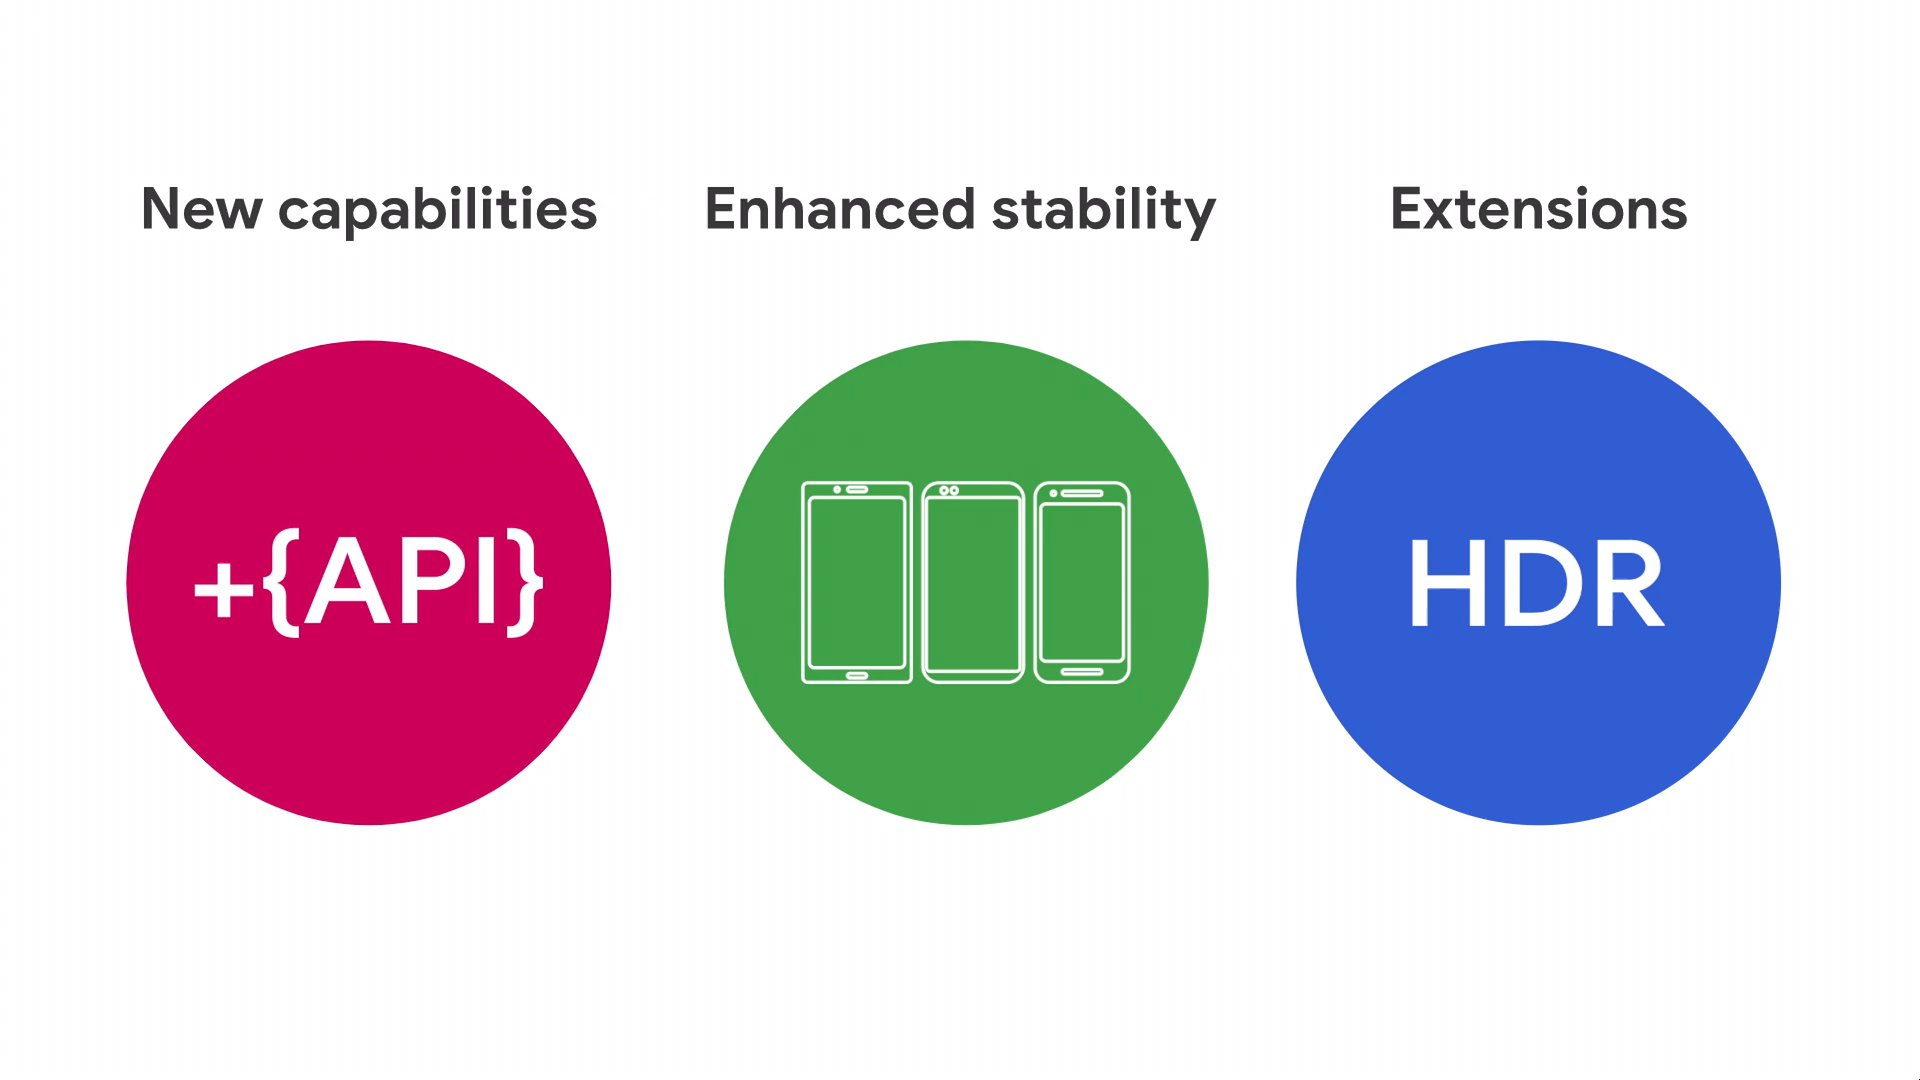 New capabilities
Enhanced stability
Extensions
+{API}
HDR